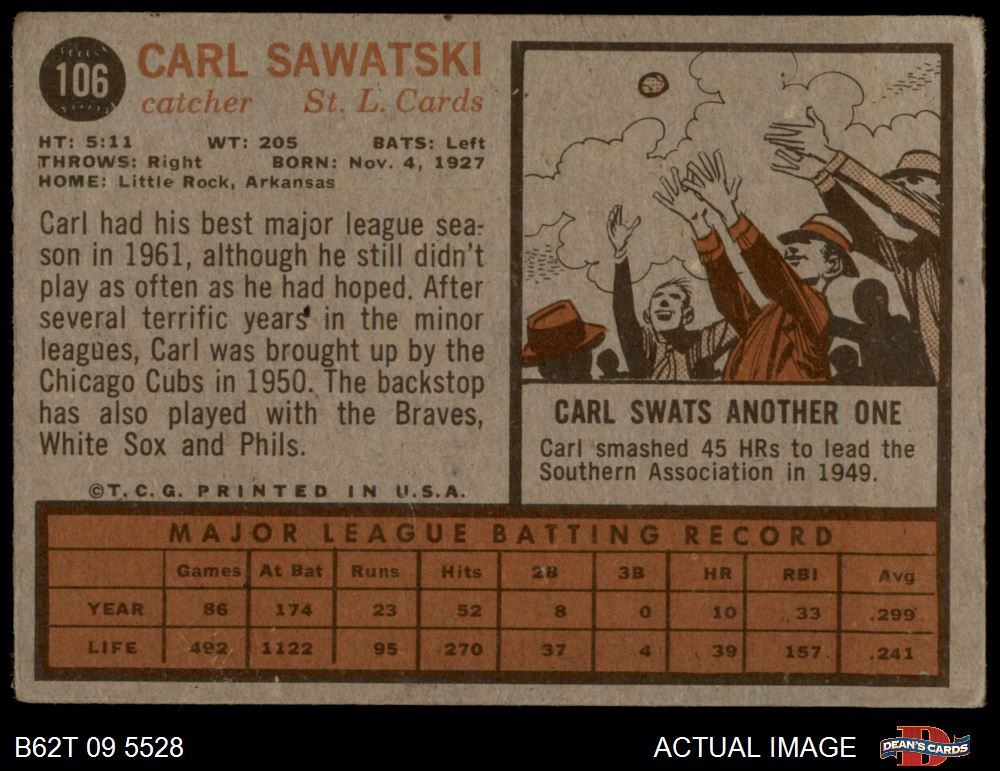 106
CARL SAWATSKI
catcher St. L. Cards
HT: 5:11 WT: 205 BATS: Left
THROWS: Right BORN: Nov. 4, 1927
HOME: Little Rock, Arkansas
Carl had his best major league sea-
son in 1961, although he still didn't
play as often as he had hoped. After
several terrific years in the minor
leagues, Carl was brought up by the
Chicago Cubs in 1950. The backstop
has also played with the Braves,
White Sox and Phils.
©T.C.G. PRINTED IN U.S.A.
CARL SWATS ANOTHER ONE
Carl smashed 45 HRs to lead the
Southern Association in 1949.
MAJOR LEAGUE BATTING RECORD
Games At Bat Runs Hits 2B 3B HR RBI Avg
YEAR 86 174 23 52 8 0 10 33 .299
LIFE 492 1122 95 270 37 4 39 157 .241
B62T 09 5528
ACTUAL IMAGE
DEAN'S CARDS